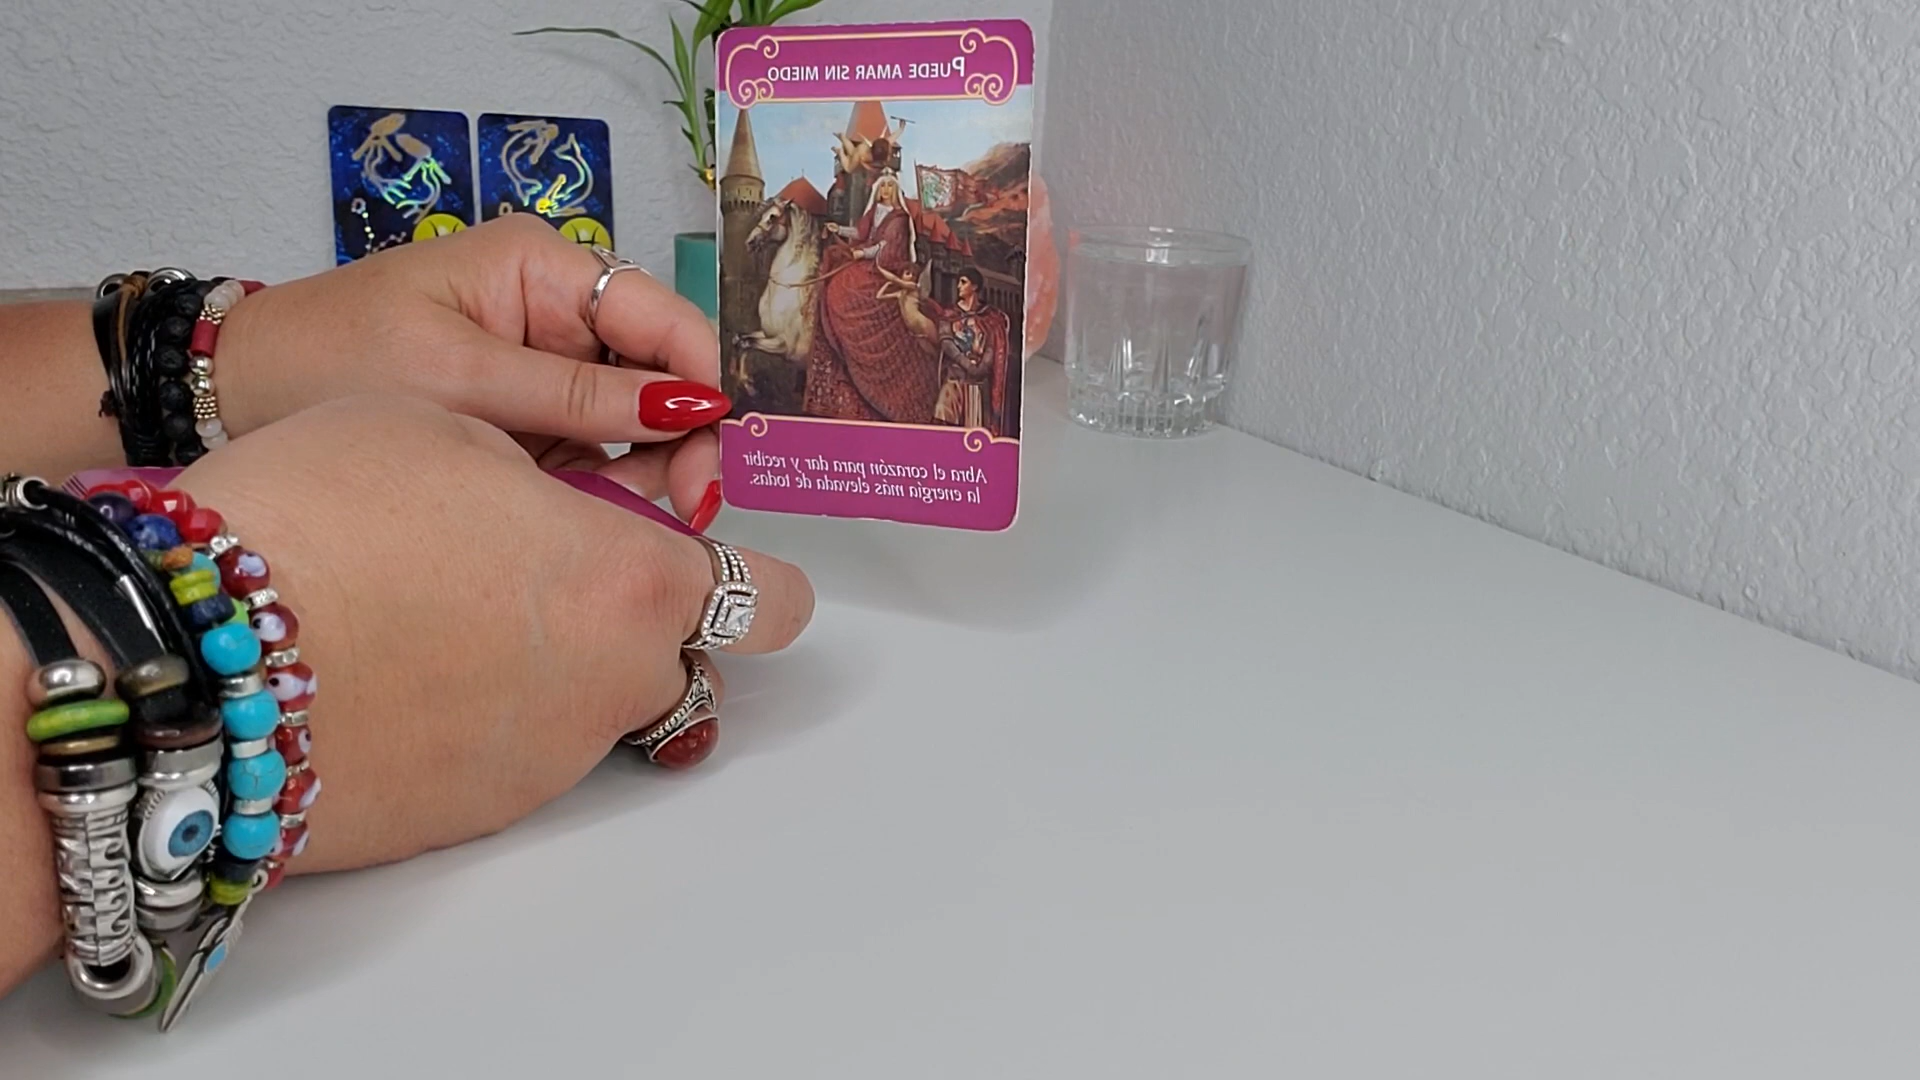 PUEDE AMAR SIN MIEDO
Abra el corazón para dar y recibir
la energía más elevada de todas.